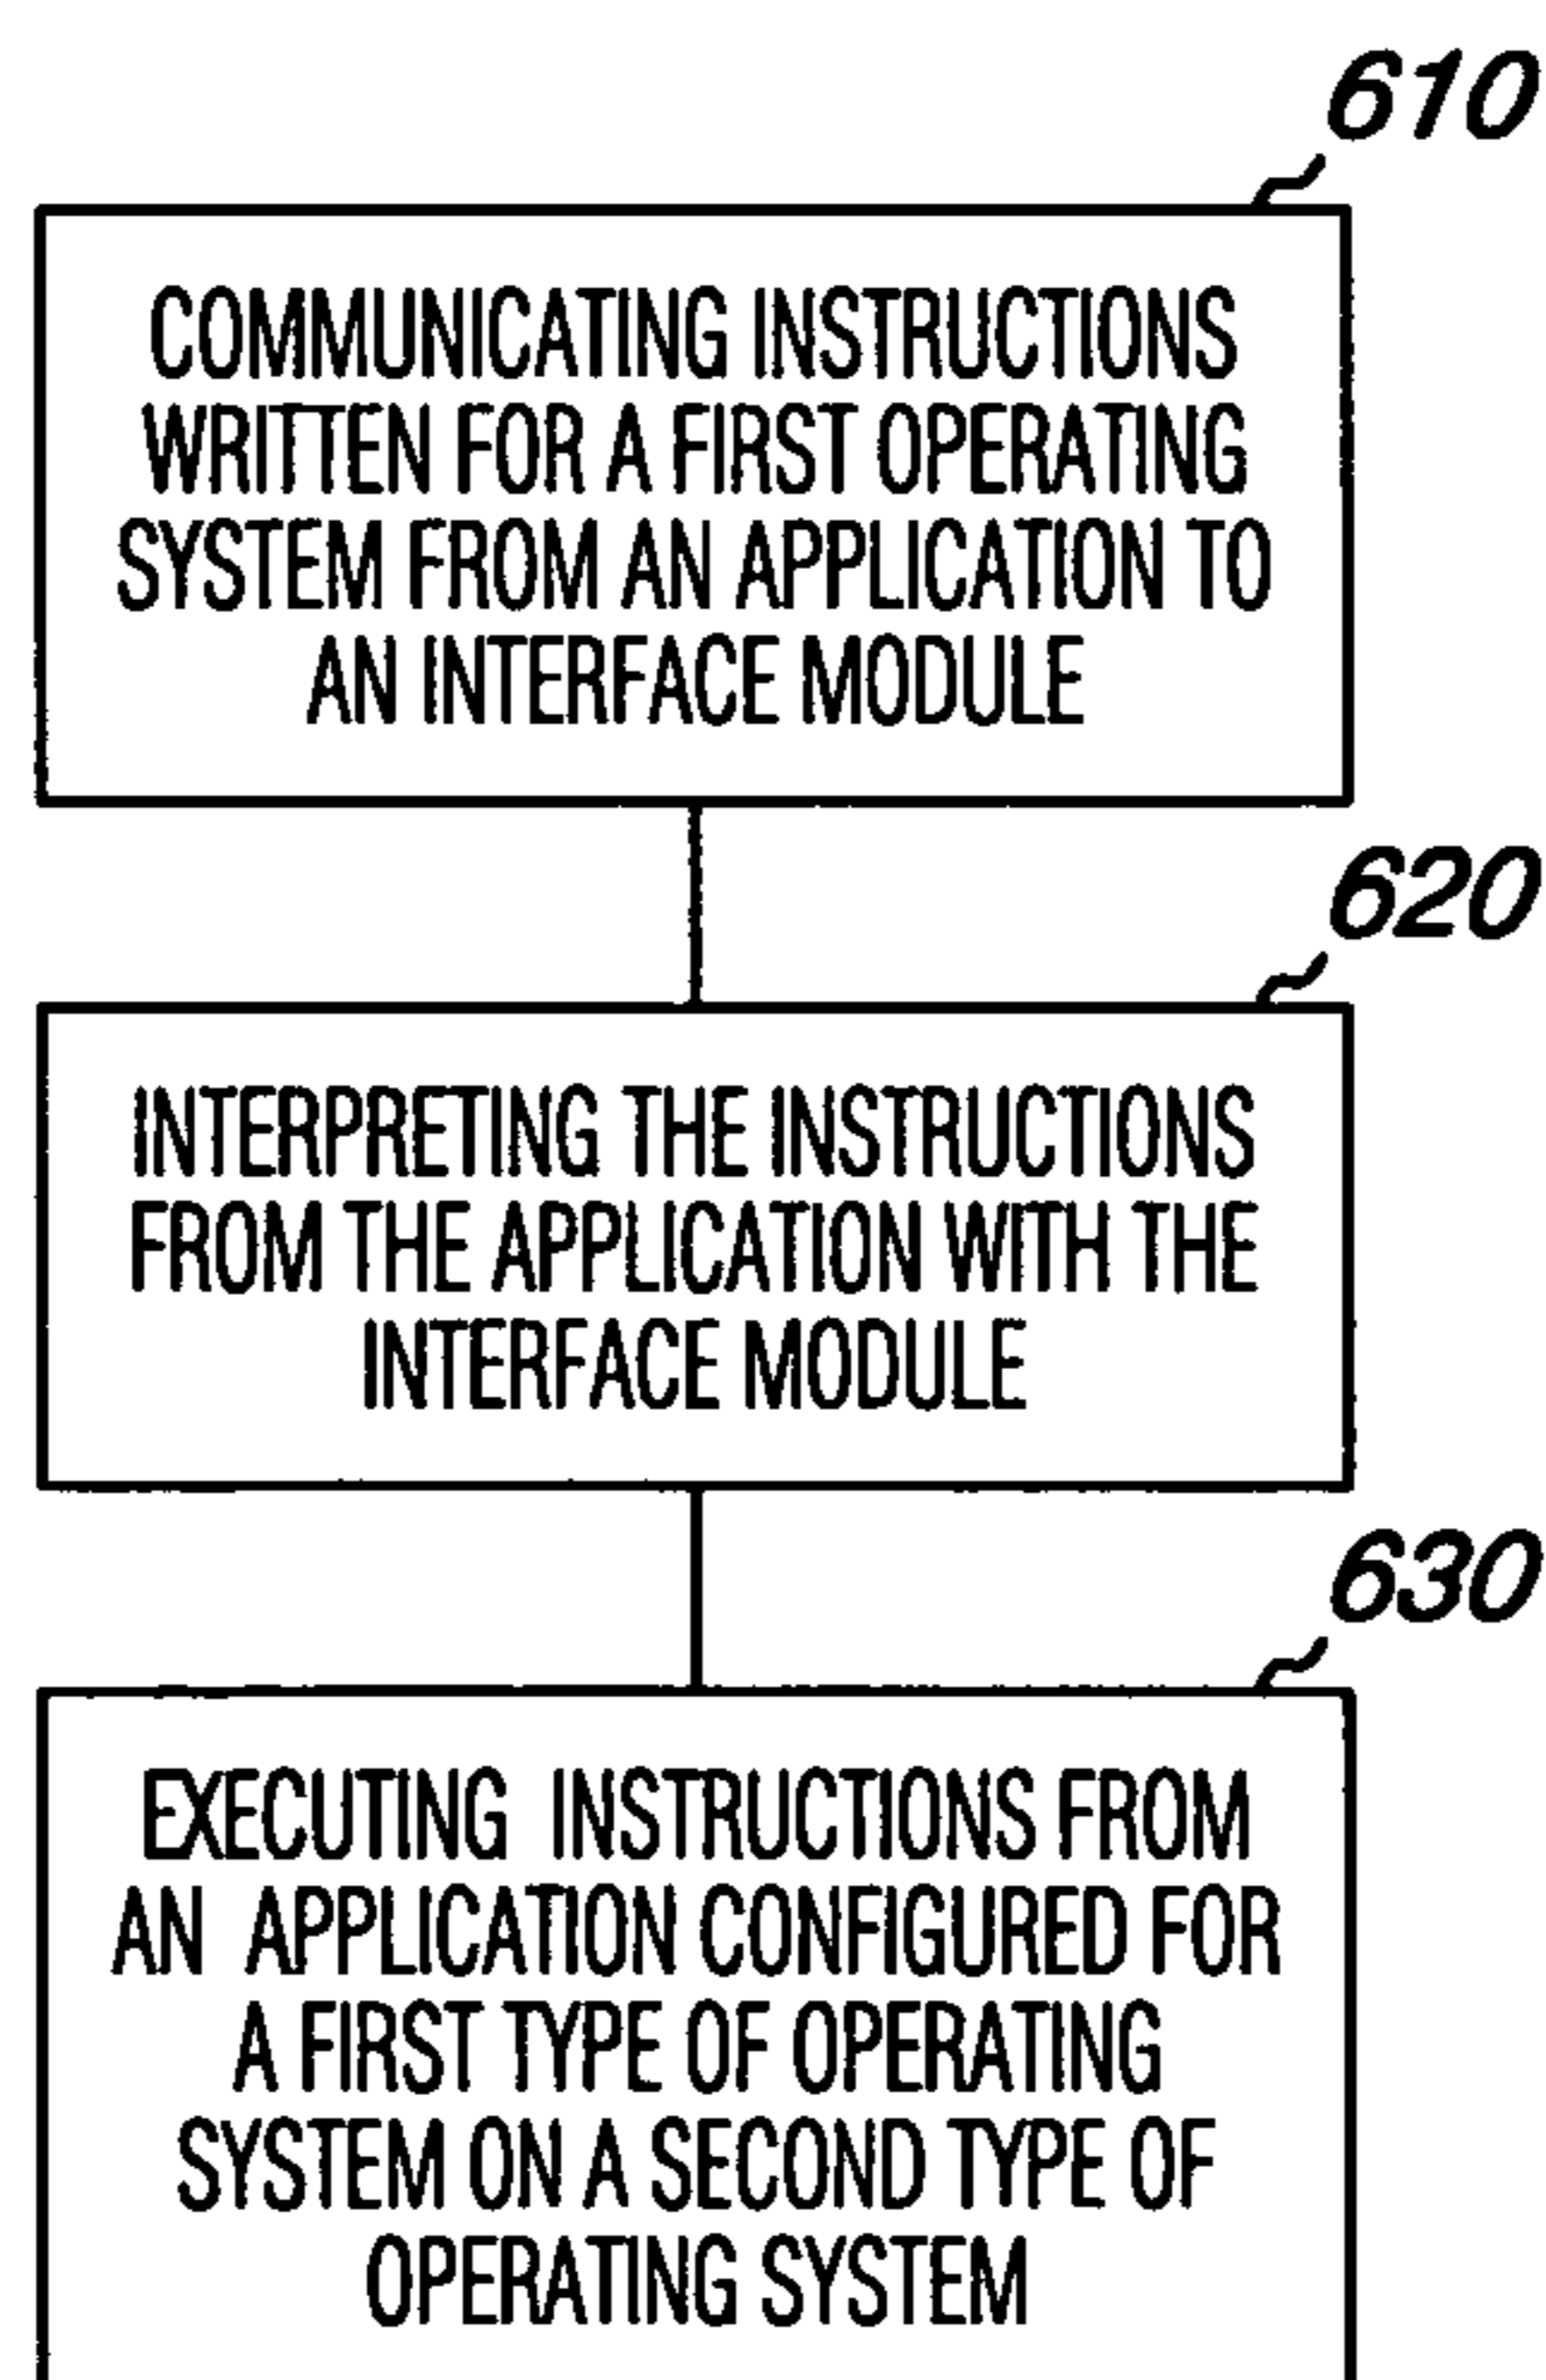 610
COMMUNICATING INSTRUCTIONS
WRITTEN FOR A FIRST OPERATING
SYSTEM FROM AN APPLICATION TO
AN INTERFACE MODULE
620
INTERPRETING THE INSTRUCTIONS
FROM THE APPLICATION WITH THE
INTERFACE MODULE
630
EXECUTING INSTRUCTIONS FROM
AN APPLICATION CONFIGURED FOR
A FIRST TYPE OF OPERATING
SYSTEM ON A SECOND TYPE OF
OPERATING SYSTEM